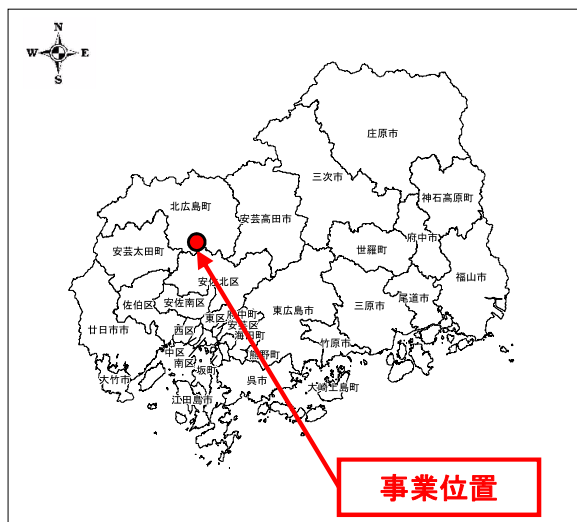 N
W E
S
庄原市
三次市
神石高原町
北広島町
安芸高田市
府中市
世羅町
安芸太田町
福山市
安佐北区
尾道市
三原市
東広島市
安佐南区
佐伯区
府中町
東区
安芸区
廿日市市
西区
海田町
竹原市
中区
熊野町
南区
坂町
呉市
大竹市
大崎上島町
江田島市
事業位置